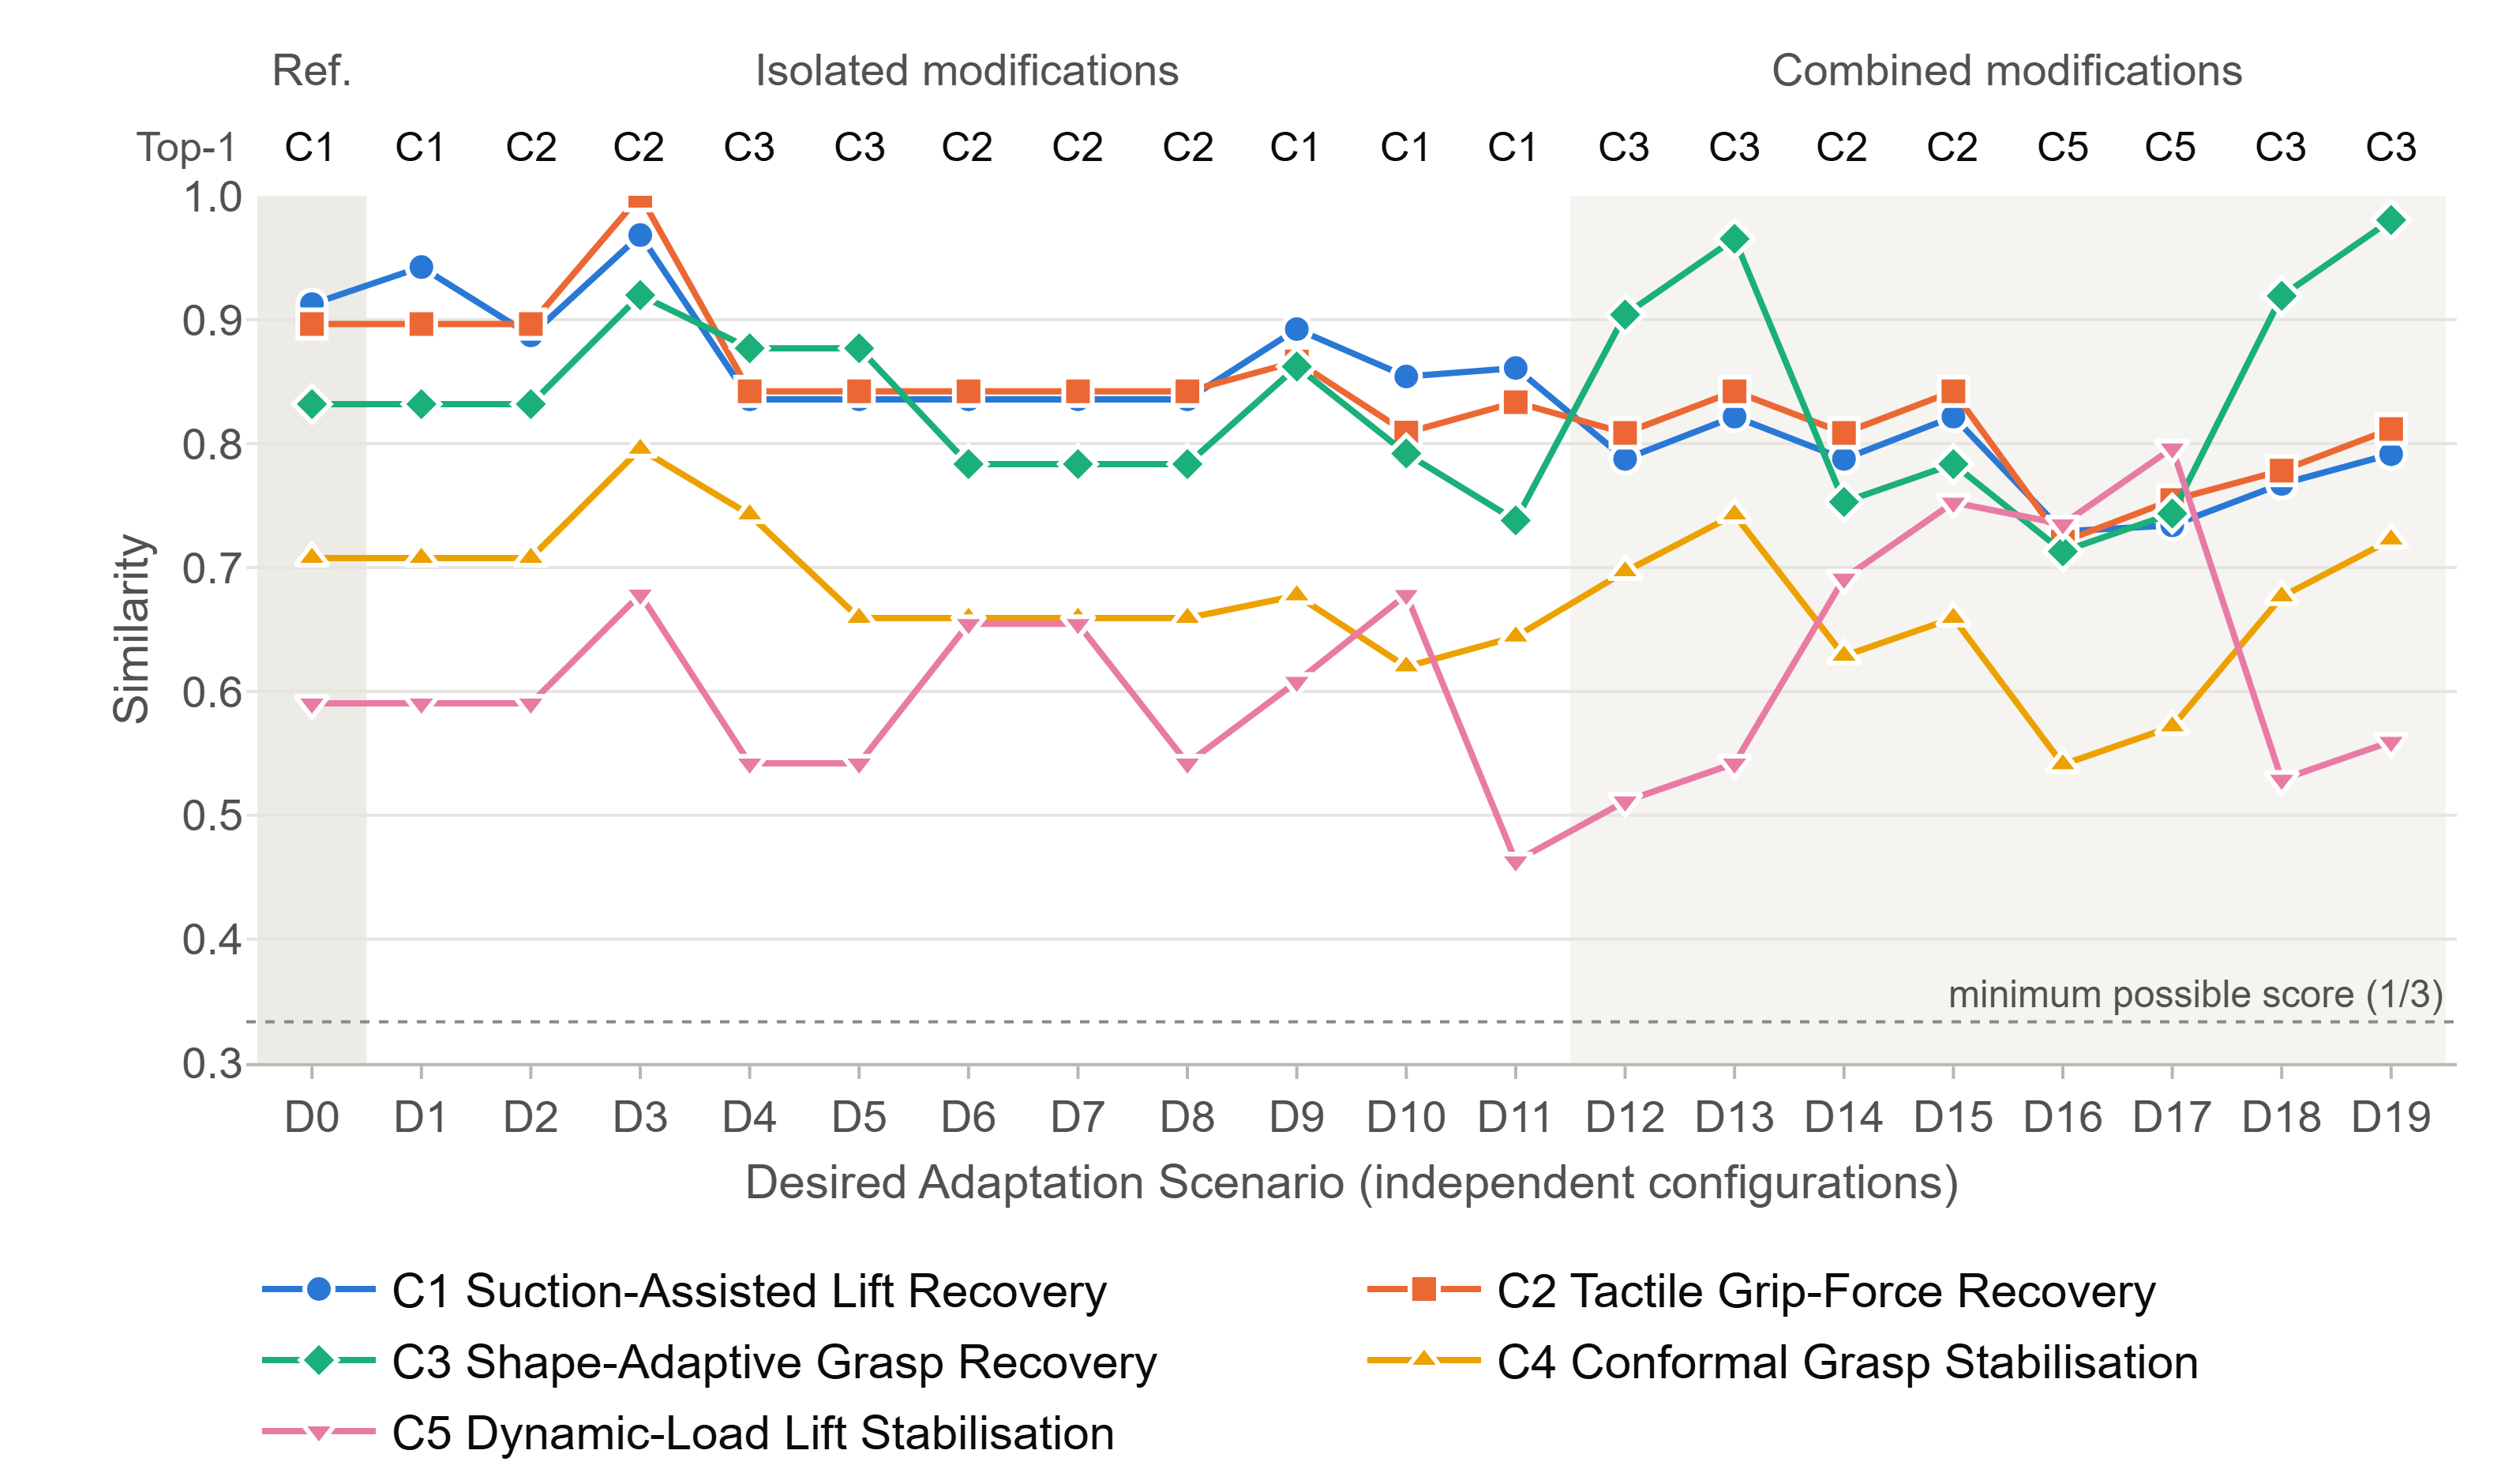 Ref. Isolated modifications Combined modifications
Top-1 C1 C1 C2 C2 C3 C3 C2 C2 C2 C1 C1 C1 C3 C3 C2 C2 C5 C5 C3 C3
1.0
0.9
0.8
0.7
0.6
0.5
0.4
0.3
Similarity
minimum possible score (1/3)
D0 D1 D2 D3 D4 D5 D6 D7 D8 D9 D10 D11 D12 D13 D14 D15 D16 D17 D18 D19
Desired Adaptation Scenario (independent configurations)
C1 Suction-Assisted Lift Recovery
C2 Tactile Grip-Force Recovery
C3 Shape-Adaptive Grasp Recovery
C4 Conformal Grasp Stabilisation
C5 Dynamic-Load Lift Stabilisation